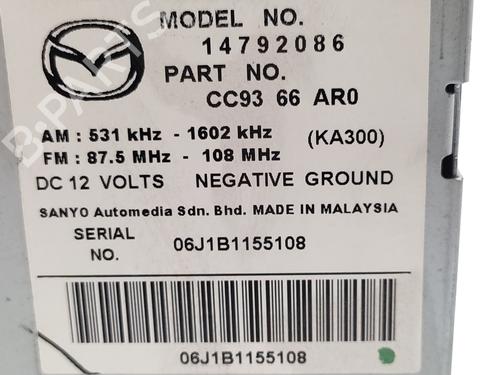 MODEL NO.
14792086
PART NO.
CC93 66 AR0
AM : 531 kHz - 1602 kHz (KA300)
FM : 87.5 MHz - 108 MHz
DC 12 VOLTS NEGATIVE GROUND
SANYO Automedia Sdn. Bhd. MADE IN MALAYSIA
SERIAL NO. 06J1B1155108
06J1B1155108
B-PARTS